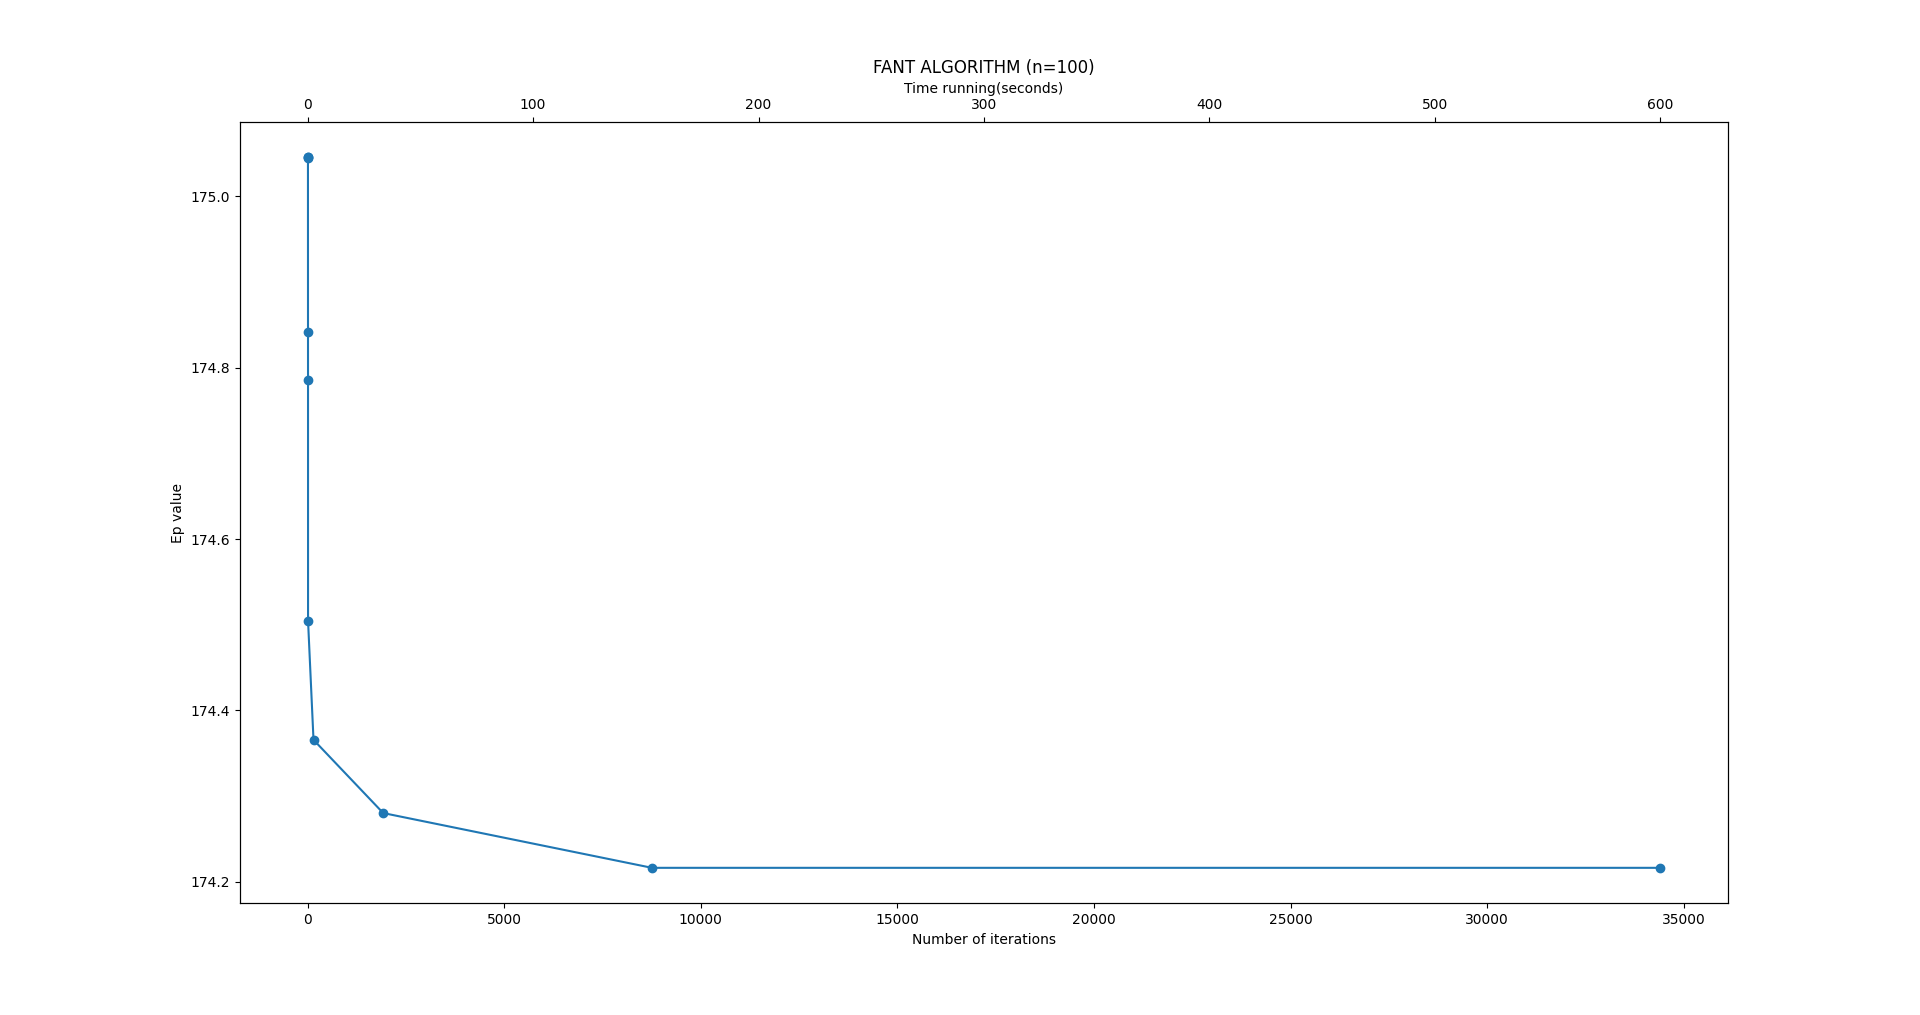 FANT ALGORITHM (n=100)
Time running(seconds)
0 100 200 300 400 500 600
175.0
174.8
Ep value
174.6
174.4
174.2
0 5000 10000 15000 20000 25000 30000 35000
Number of iterations